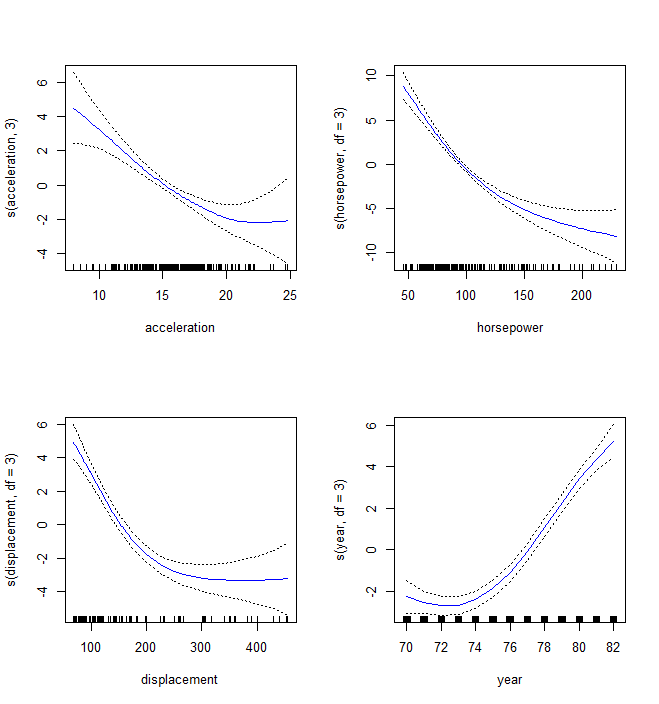 s(acceleration, 3)
6
4
2
0
-2
-4
10 15 20 25
acceleration
s(horsepower, df = 3)
10
5
0
-5
-10
50 100 150 200
horsepower
s(displacement, df = 3)
6
4
2
0
-2
-4
100 200 300 400
displacement
s(year, df = 3)
6
4
2
0
-2
70 72 74 76 78 80 82
year